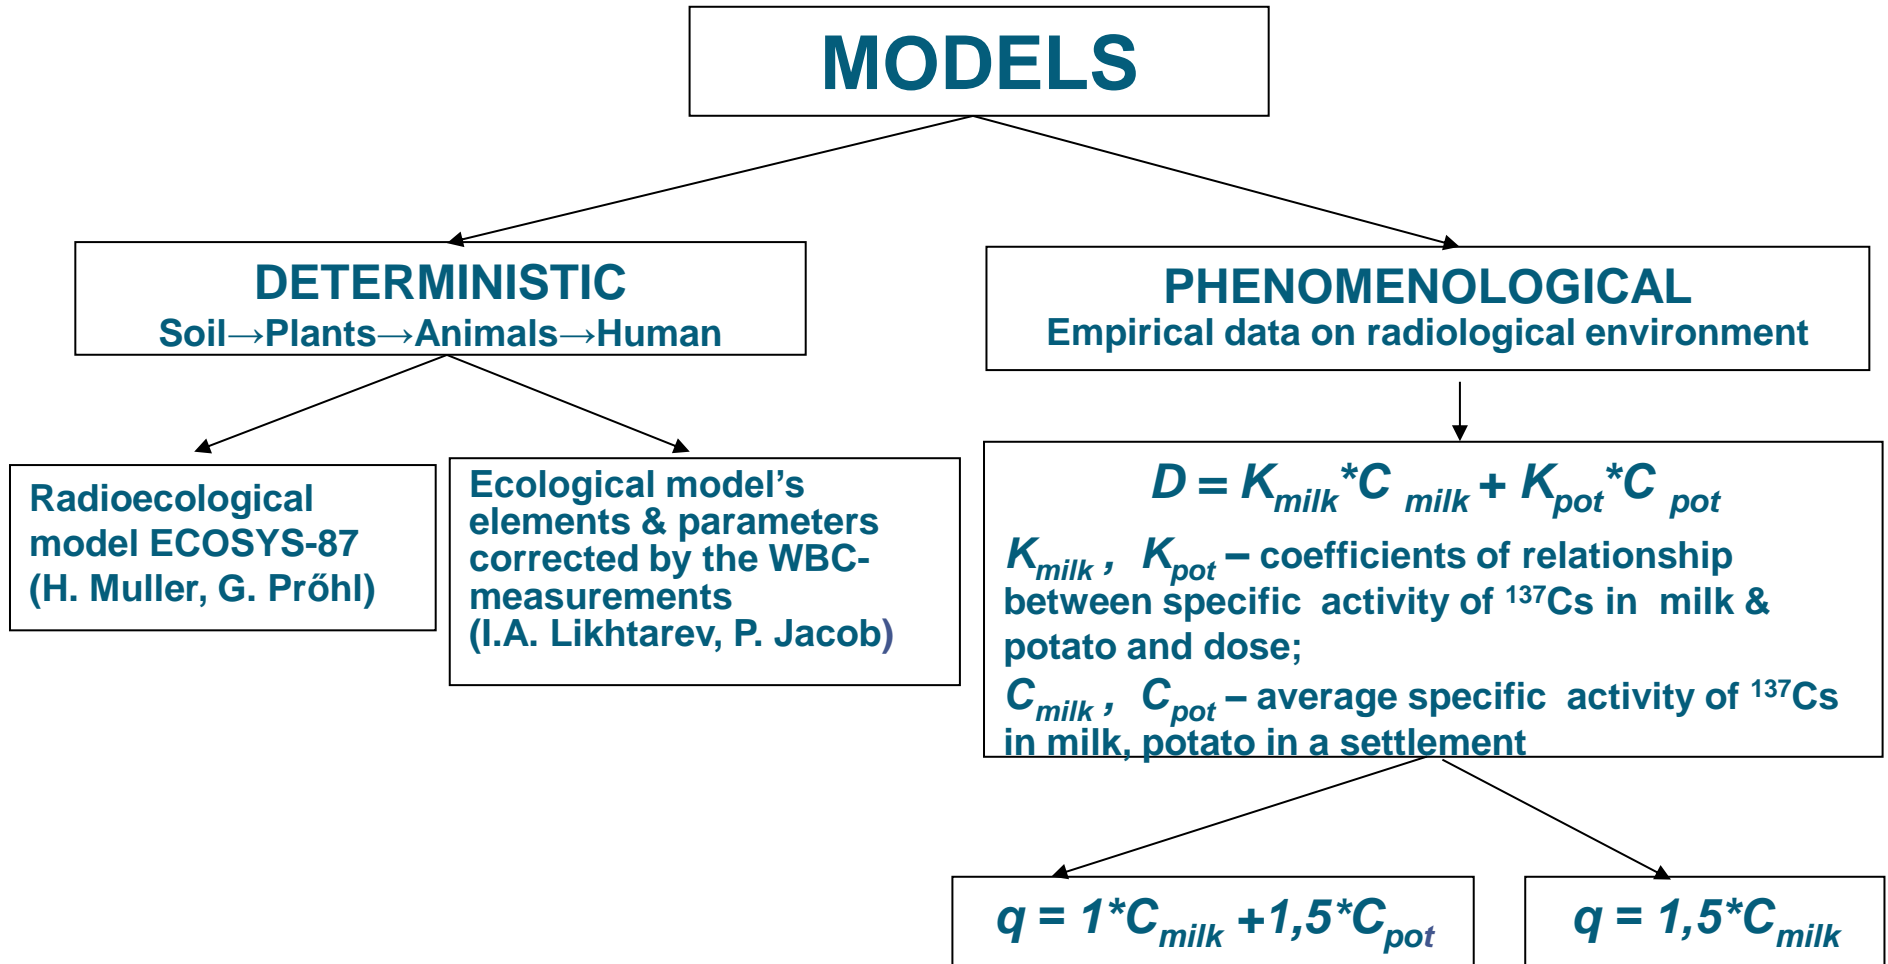 MODELS
DETERMINISTIC
Soil→Plants→Animals→Human
PHENOMENOLOGICAL
Empirical data on radiological environment
Radioecological
model ECOSYS-87
(H. Muller, G. Prőhl)
Ecological model’s
elements & parameters
corrected by the WBC-
measurements
(I.A. Likhtarev, P. Jacob)
D = Kmilk*C milk + Kpot*C pot
Kmilk , Kpot – coefficients of relationship
between specific activity of 137Cs in milk &
potato and dose;
Cmilk , Cpot – average specific activity of 137Cs
in milk, potato in a settlement
q = 1*Cmilk +1,5*Cpot
q = 1,5*Cmilk